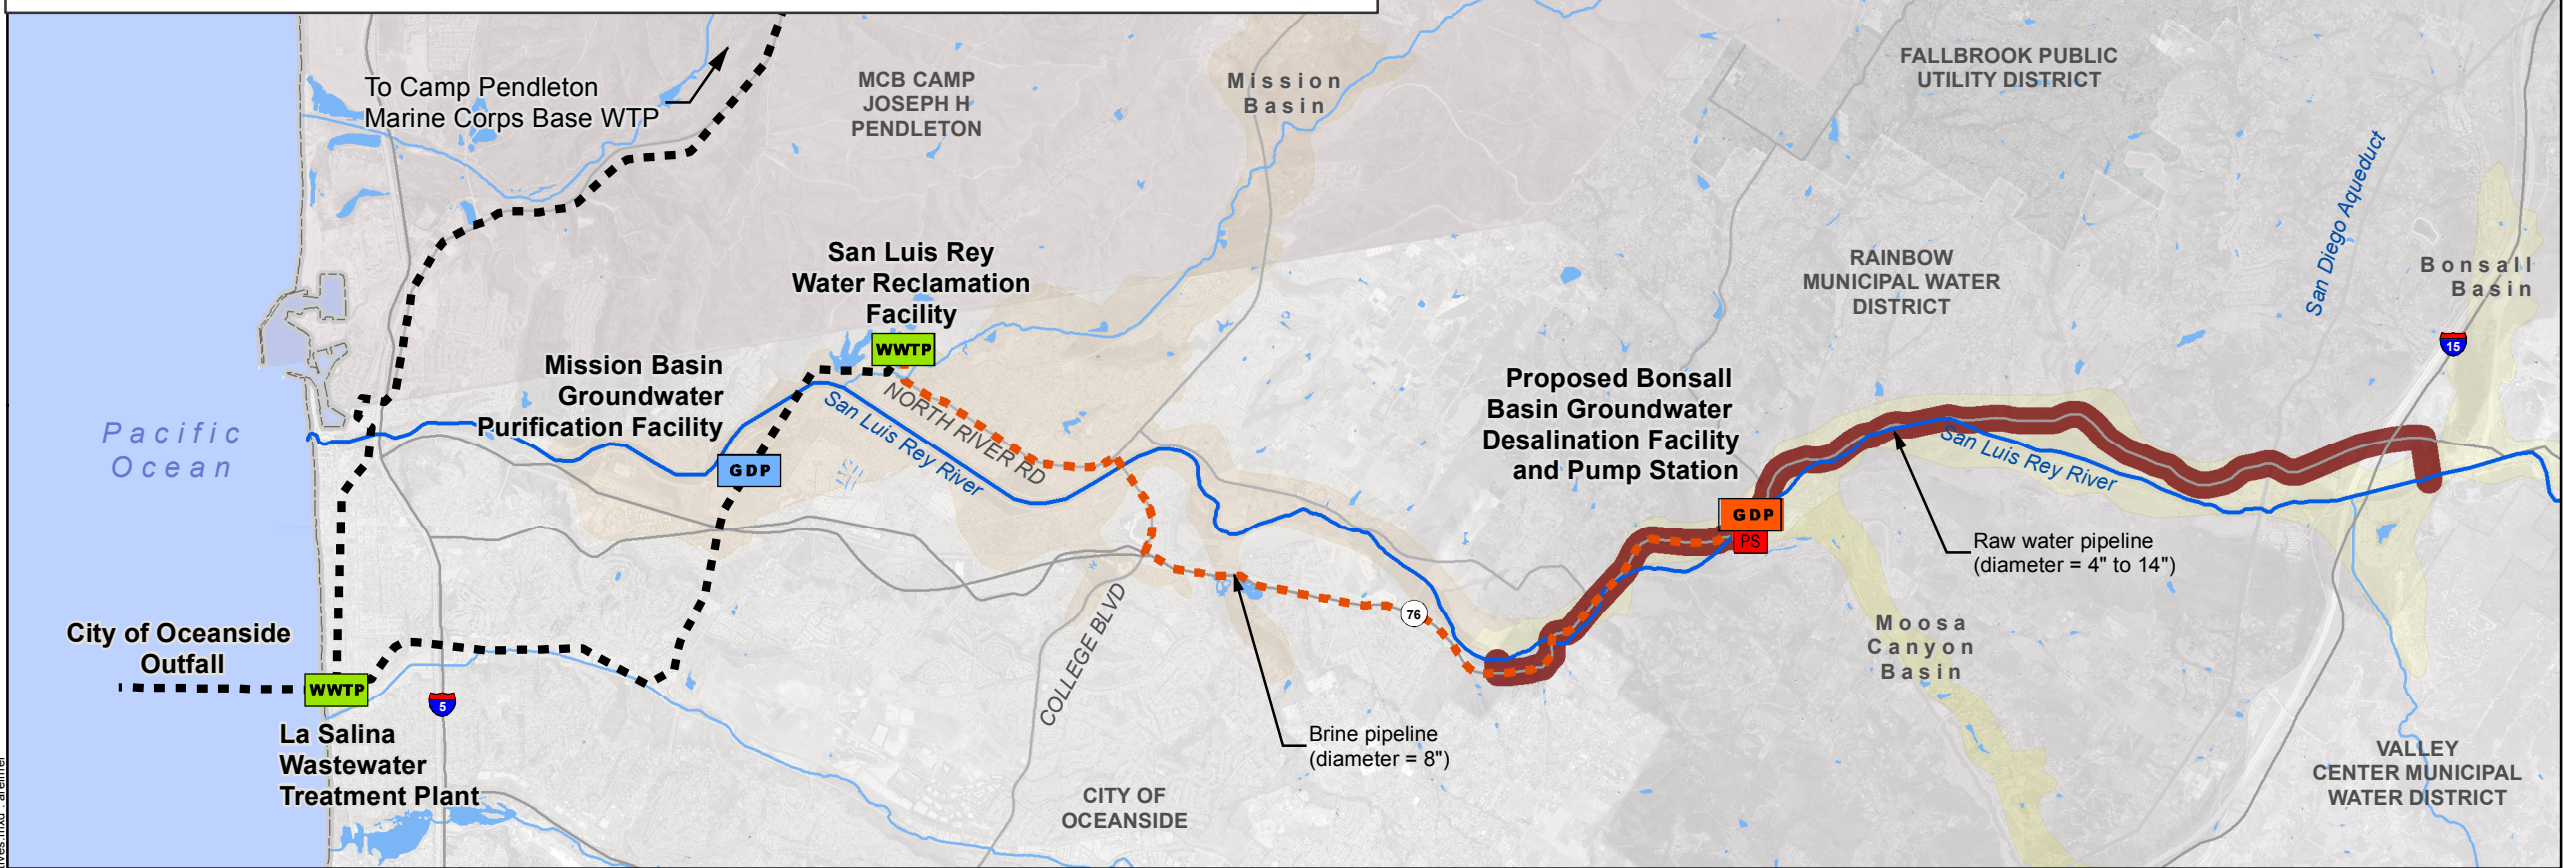 To Camp Pendleton
Marine Corps Base WTP
MCB CAMP
JOSEPH H
PENDLETON
Mission
Basin
FALLBROOK PUBLIC
UTILITY DISTRICT
San Diego Aqueduct
San Luis Rey
Water Reclamation
Facility
WWTP
RAINBOW
MUNICIPAL WATER
DISTRICT
Bonsall
Basin
15
Mission Basin
Groundwater
Purification Facility
GDP
NORTH RIVER RD
San Luis Rey River
Pacific
Ocean
Proposed Bonsall
Basin Groundwater
Desalination Facility
and Pump Station
GDP
PS
San Luis Rey River
Raw water pipeline
(diameter = 4" to 14")
76
City of Oceanside
Outfall
WWTP
5
COLLEGE BLVD
Moosa
Canyon
Basin
La Salina
Wastewater
Treatment Plant
Brine pipeline
(diameter = 8")
CITY OF
OCEANSIDE
VALLEY
CENTER MUNICIPAL
WATER DISTRICT